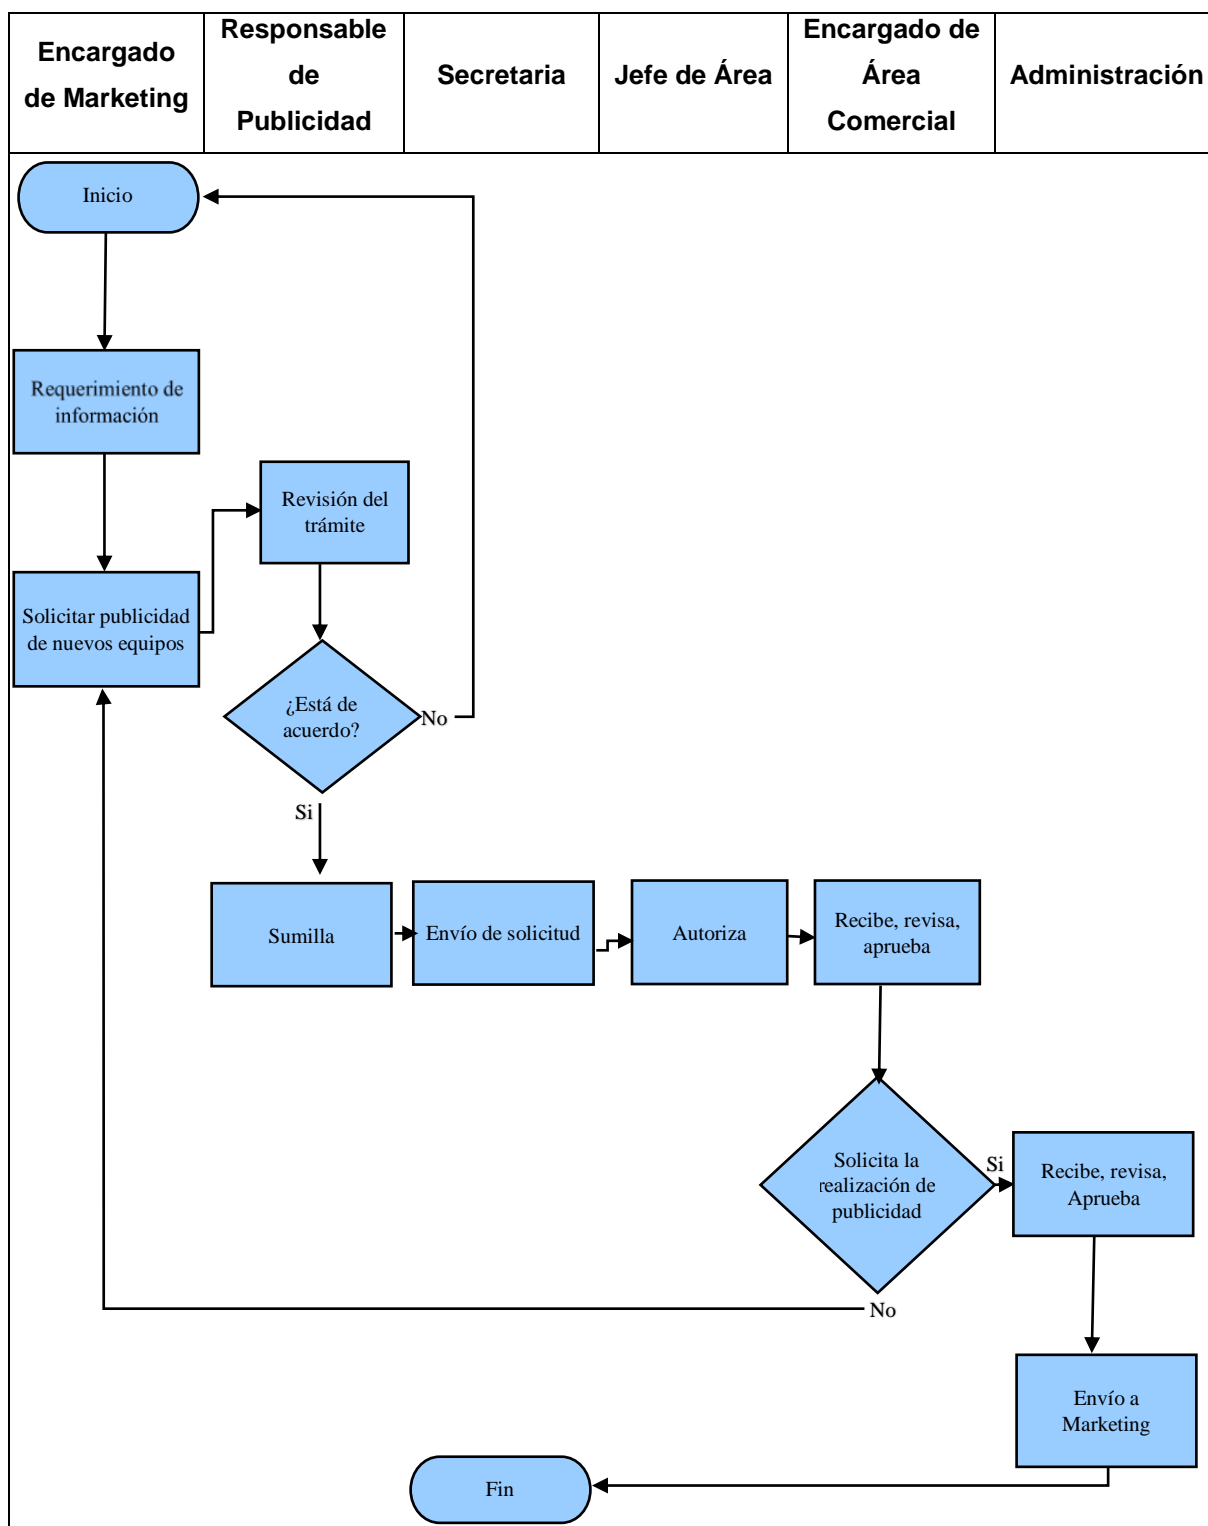 Encargado
de Marketing
Responsable
de
Publicidad
Secretaria
Jefe de Área
Encargado de
Área
Comercial
Administración
Inicio
Requerimiento de
información
Solicitar publicidad
de nuevos equipos
Revisión del
trámite
¿Está de
acuerdo?
No
Si
Sumilla
Envío de solicitud
Autoriza
Recibe, revisa,
aprueba
Solicita la
realización de
publicidad
Si
Recibe, revisa,
Aprueba
No
Envío a
Marketing
Fin